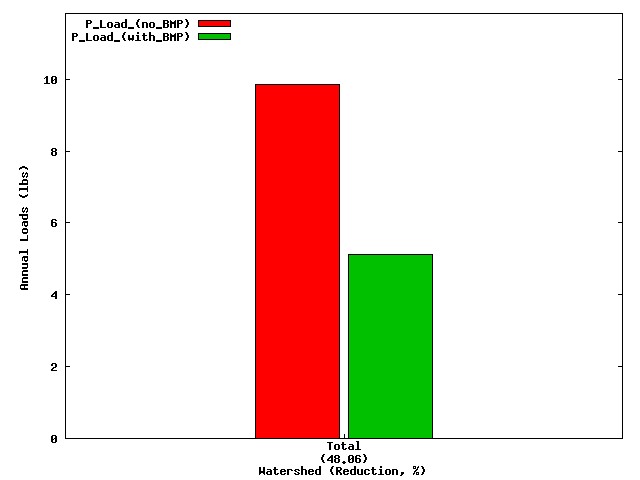 P_Load_(no_BMP)
P_Load_(with_BMP)
10
8
6
4
2
0
Annual Loads (lbs)
Total
(48.06)
Watershed (Reduction, %)